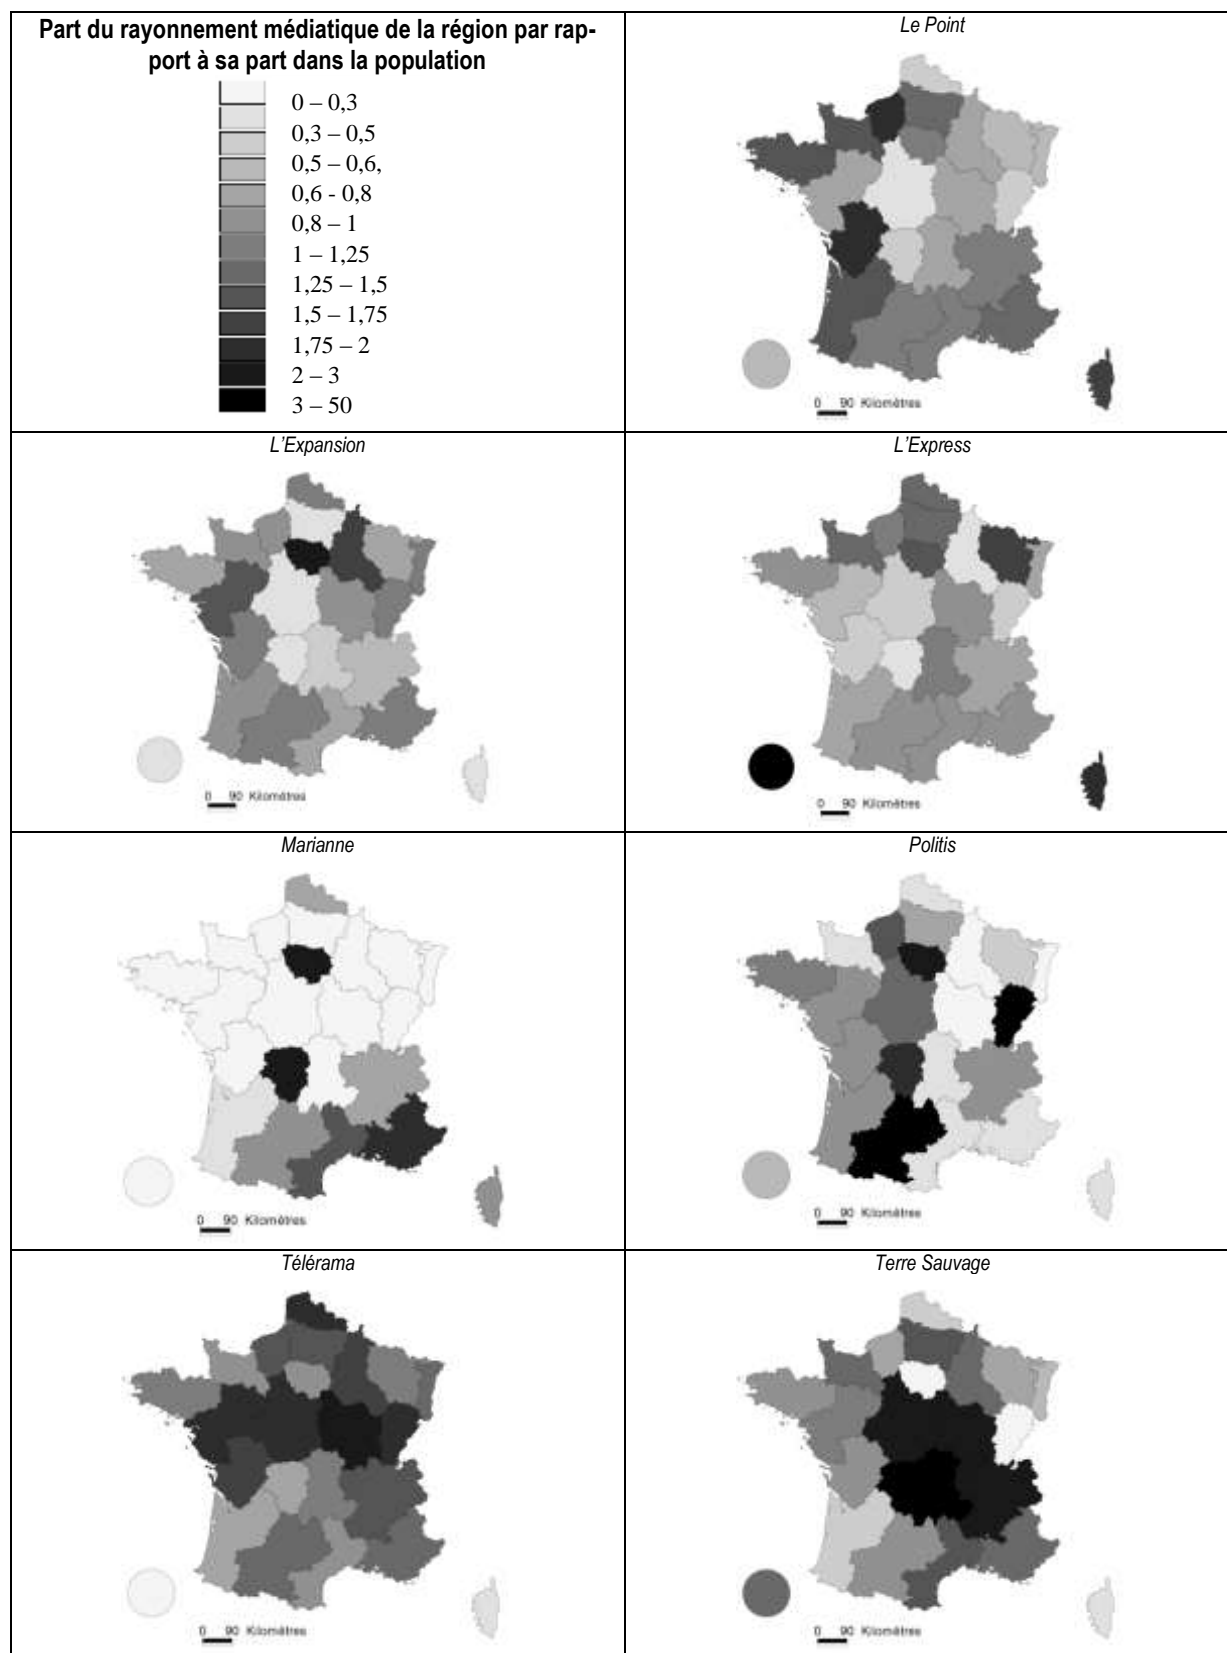 Part du rayonnement médiatique de la région par rap-
port à sa part dans la population
0 – 0,3
0,3 – 0,5
0,5 – 0,6,
0,6 - 0,8
0,8 – 1
1 – 1,25
1,25 – 1,5
1,5 – 1,75
1,75 – 2
2 – 3
3 – 50
Le Point
0 90 Kilomètres
L'Expansion
0 90 Kilomètres
L'Express
0 90 Kilomètres
Marianne
0 90 Kilomètres
Politis
0 90 Kilomètres
Télérama
0 90 Kilomètres
Terre Sauvage
0 90 Kilomètres